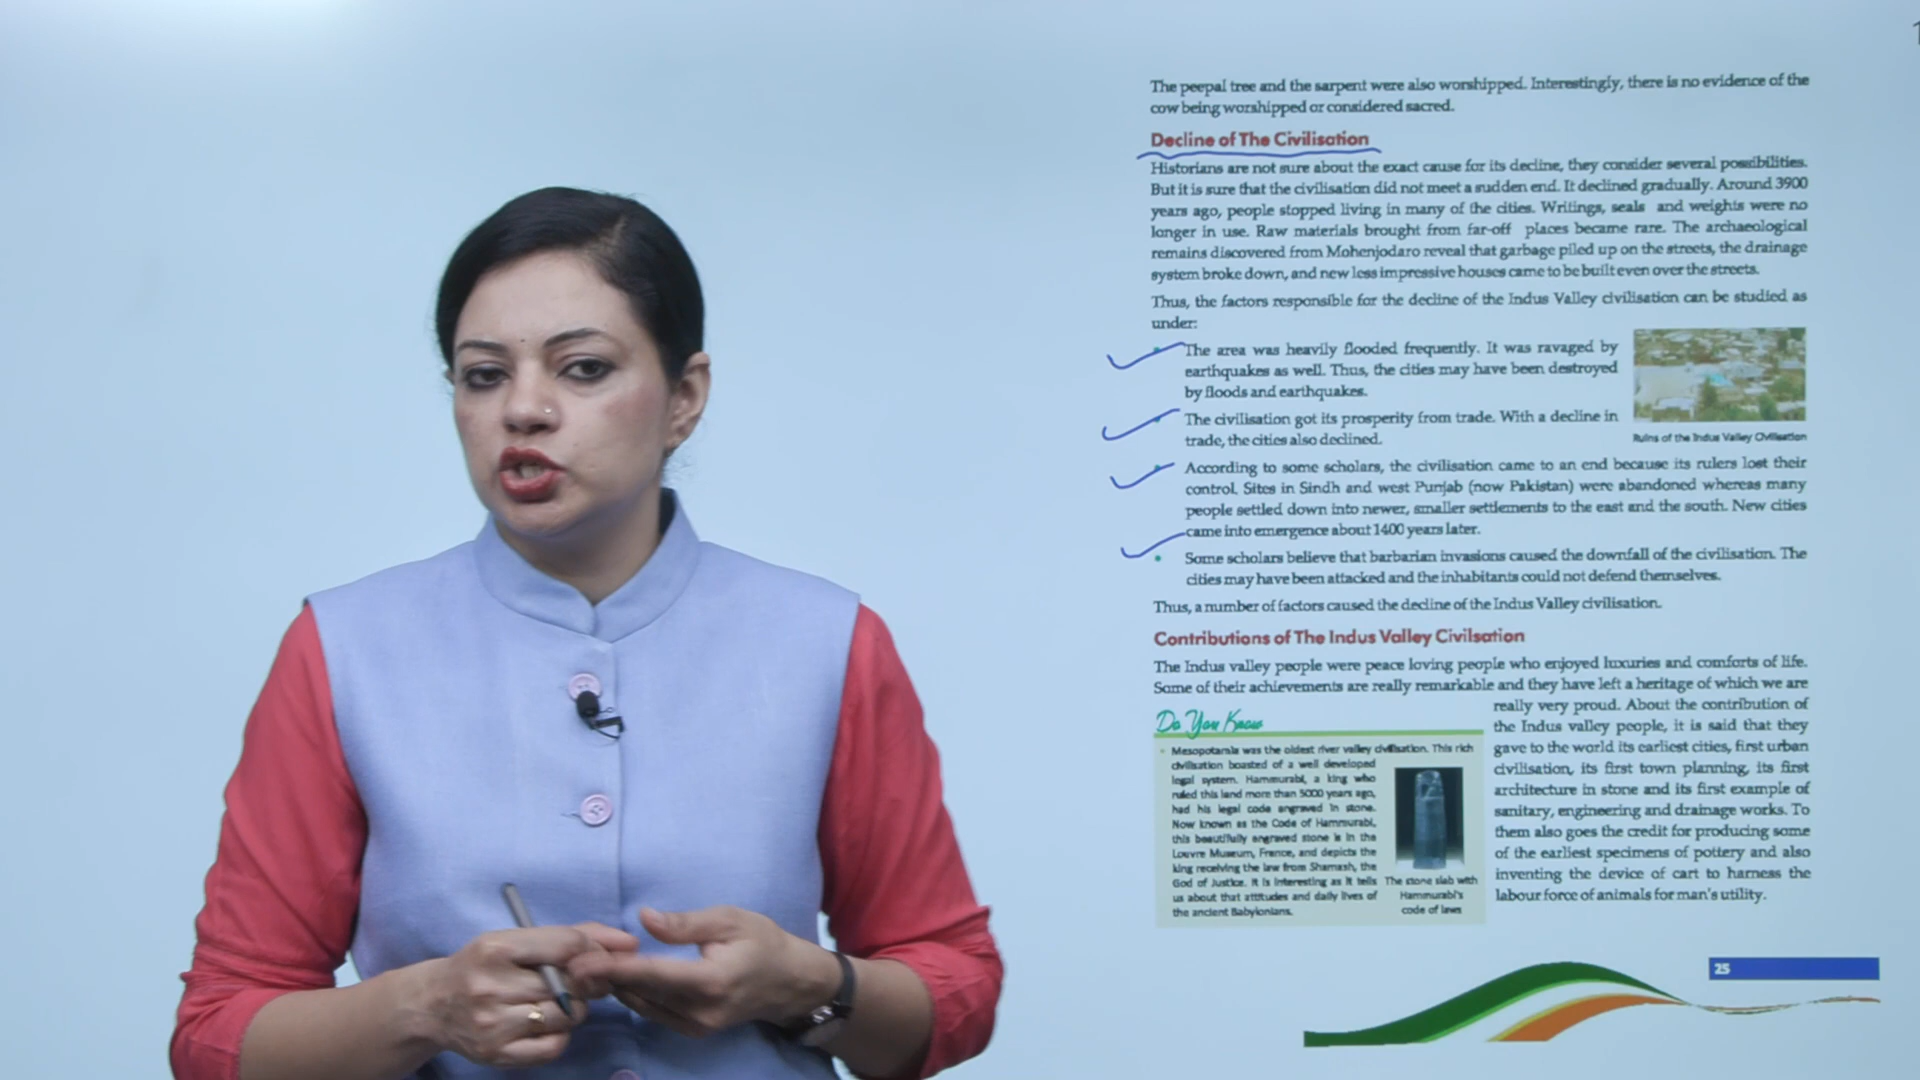 The peepal tree and the sarpent were also worshipped. Interestingly, there is no evidence of the
cow being worshipped or considered sacred.
Decline of The Civilisation
Historians are not sure about the exact cause for its decline, they consider several possibilities.
But it is sure that the civilisation did not meet a sudden end. It declined gradually. Around 3900
years ago, people stopped living in many of the cities. Writings, seals and weights were no
longer in use. Raw materials brought from far-off places became rare. The archaeological
remains discovered from Mohenjodaro reveal that garbage piled up on the streets, the drainage
system broke down, and new less impressive houses came to be built even over the streets.
Thus, the factors responsible for the decline of the Indus Valley civilisation can be studied as
under:
The area was heavily flooded frequently. It was ravaged by
earthquakes as well. Thus, the cities may have been destroyed
by floods and earthquakes.
The civilisation got its prosperity from trade. With a decline in
trade, the cities also declined.
Ruins of the Indus Valley Civilisation
According to some scholars, the civilisation came to an end because its rulers lost their
control. Sites in Sindh and west Punjab (now Pakistan) were abandoned whereas many
people settled down into newer, smaller settlements to the east and the south. New cities
came into emergence about 1400 years later.
• Some scholars believe that barbarian invasions caused the downfall of the civilisation. The
cities may have been attacked and the inhabitants could not defend themselves.
Thus, a number of factors caused the decline of the Indus Valley civilisation.
Contributions of The Indus Valley Civilsation
The Indus valley people were peace loving people who enjoyed luxuries and comforts of life.
Some of their achievements are really remarkable and they have left a heritage of which we are
really very proud. About the contribution of
the Indus valley people, it is said that they
gave to the world its earliest cities, first urban
civilisation, its first town planning, its first
architecture in stone and its first example of
sanitary, engineering and drainage works. To
them also goes the credit for producing some
of the earliest specimens of pottery and also
inventing the device of cart to harness the
labour force of animals for man's utility.
Do You Know
• Mesopotamia was the oldest river valley civilisation. This rich
civilisation boasted of a well developed
legal system. Hammurabi, a king who
ruled this land more than 5000 years ago,
had his legal code engraved in stone.
Now known as the Code of Hammurabi,
this beautifully engraved stone is in the
Louvre Museum, France, and depicts the
king receiving the law from Shamash, the
God of Justice. It is interesting as it tells
us about that attitudes and daily lives of
the ancient Babylonians.
The stone slab with
Hammurabi's
code of laws
25